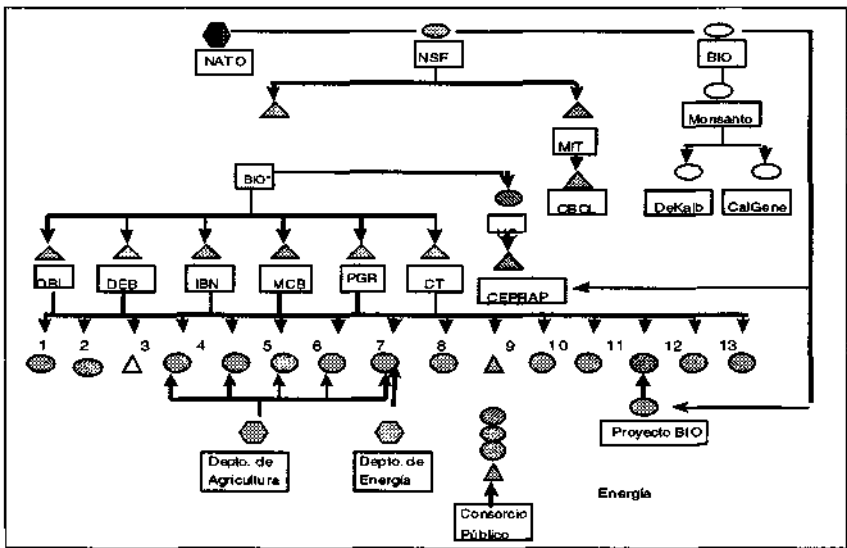 NATO
NSF
BIO
Monsanto
MIT
BIO*
CBCL
DeKalb
CalGene
DBI
DEB
IBN
MCB
PGR
CT
CEPRAP
1 2 3 4 5 6 7 8 9 10 11 12 13
Proyecto BIO
Depto. de
Agricultura
Depto. de
Energía
Energía
Consorcio
Público